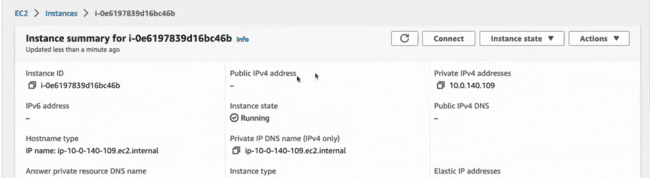 EC2 > Instances > i-0e6197839d16bc46b
Instance summary for i-0e6197839d16bc46b Info
Connect Instance state ▼ Actions ▼
Updated less than a minute ago
Instance ID
i-0e6197839d16bc46b
Public IPv4 address
–
Private IPv4 addresses
10.0.140.109
IPv6 address
–
Instance state
Running
Public IPv4 DNS
–
Hostname type
IP name: ip-10-0-140-109.ec2.internal
Private IP DNS name (IPv4 only)
ip-10-0-140-109.ec2.internal
Answer private resource DNS name
Instance type
Elastic IP addresses